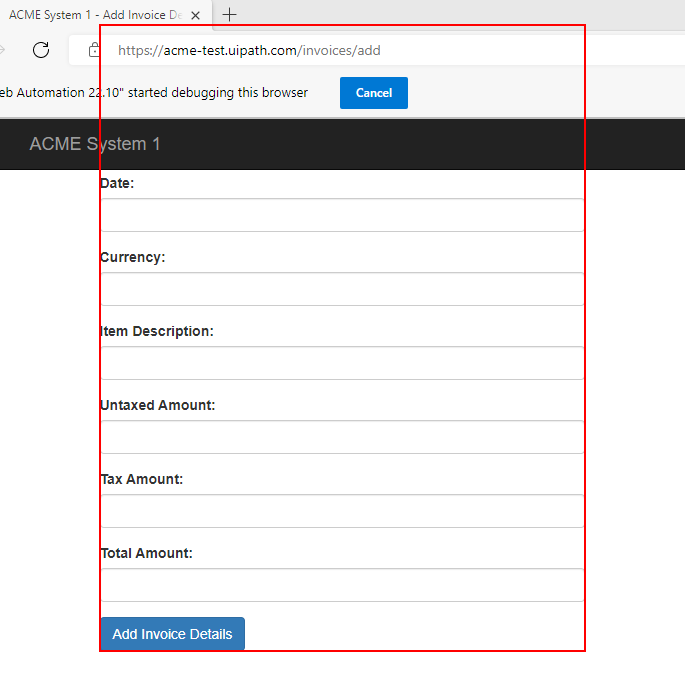 ACME System 1 - Add Invoice De
https://acme-test.uipath.com/invoices/add
eb Automation 22.10" started debugging this browser
Cancel
ACME System 1
Date:
Currency:
Item Description:
Untaxed Amount:
Tax Amount:
Total Amount:
Add Invoice Details